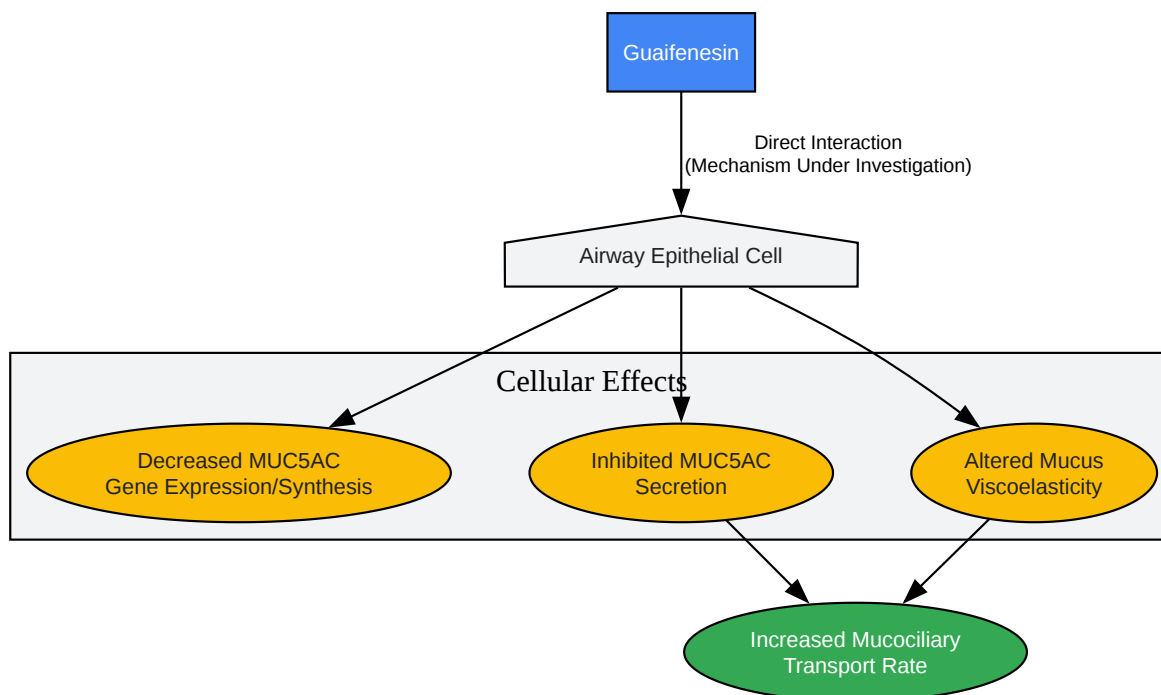 Guaifenesin
Direct Interaction
(Mechanism Under Investigation)
Airway Epithelial Cell
Cellular Effects
Decreased MUC5AC
Gene Expression/Synthesis
Inhibited MUC5AC
Secretion
Altered Mucus
Viscoelasticity
Increased Mucociliary
Transport Rate